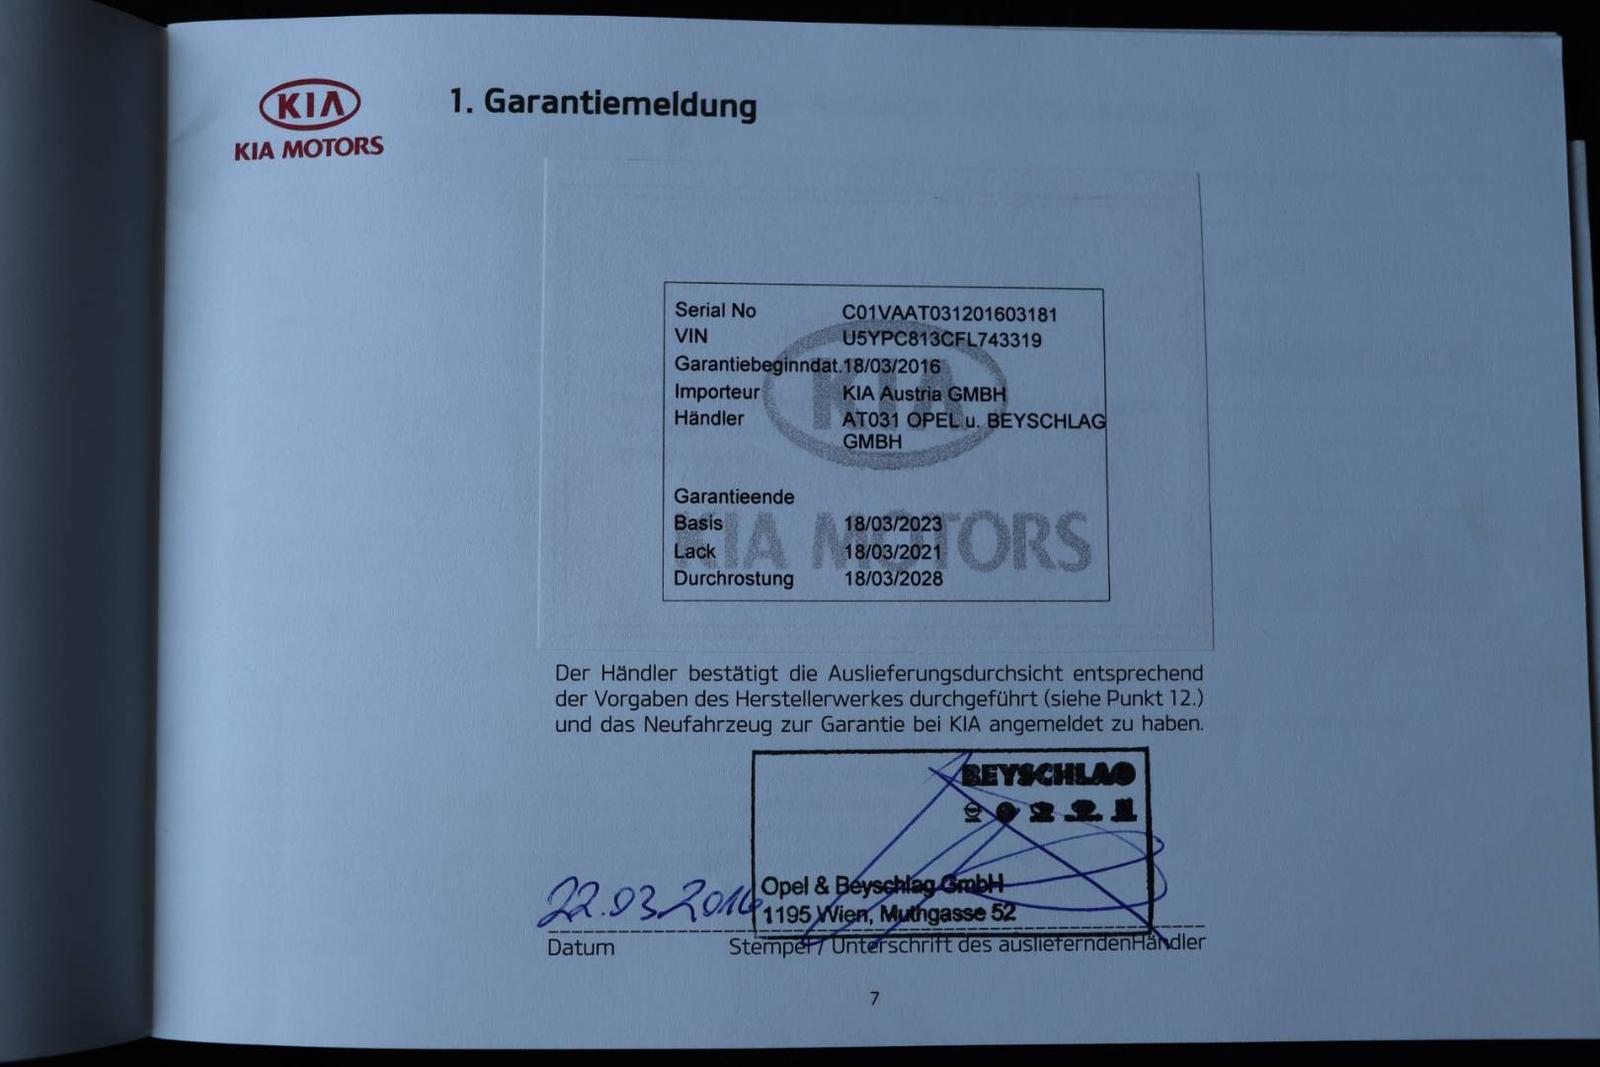 KIA
KIA MOTORS
1. Garantiemeldung
Serial No C01VAAT031201603181
VIN U5YPC813CFL743319
Garantiebeginndat. 18/03/2016
Importeur KIA Austria GMBH
Händler AT031 OPEL u. BEYSCHLAG
GMBH
KIA
Garantieende
Basis 18/03/2023
KIA MOTORS
Lack 18/03/2021
Durchrostung 18/03/2028
Der Händler bestätigt die Auslieferungsdurchsicht entsprechend
der Vorgaben des Herstellerwerkes durchgeführt (siehe Punkt 12.)
und das Neufahrzeug zur Garantie bei KIA angemeldet zu haben.
BEYSCHLAG
Opel & Beyschlag GmbH
1195 Wien, Muthgasse 52
22.03.2016
Datum Stempel / Unterschrift des ausliefernden Händler
7